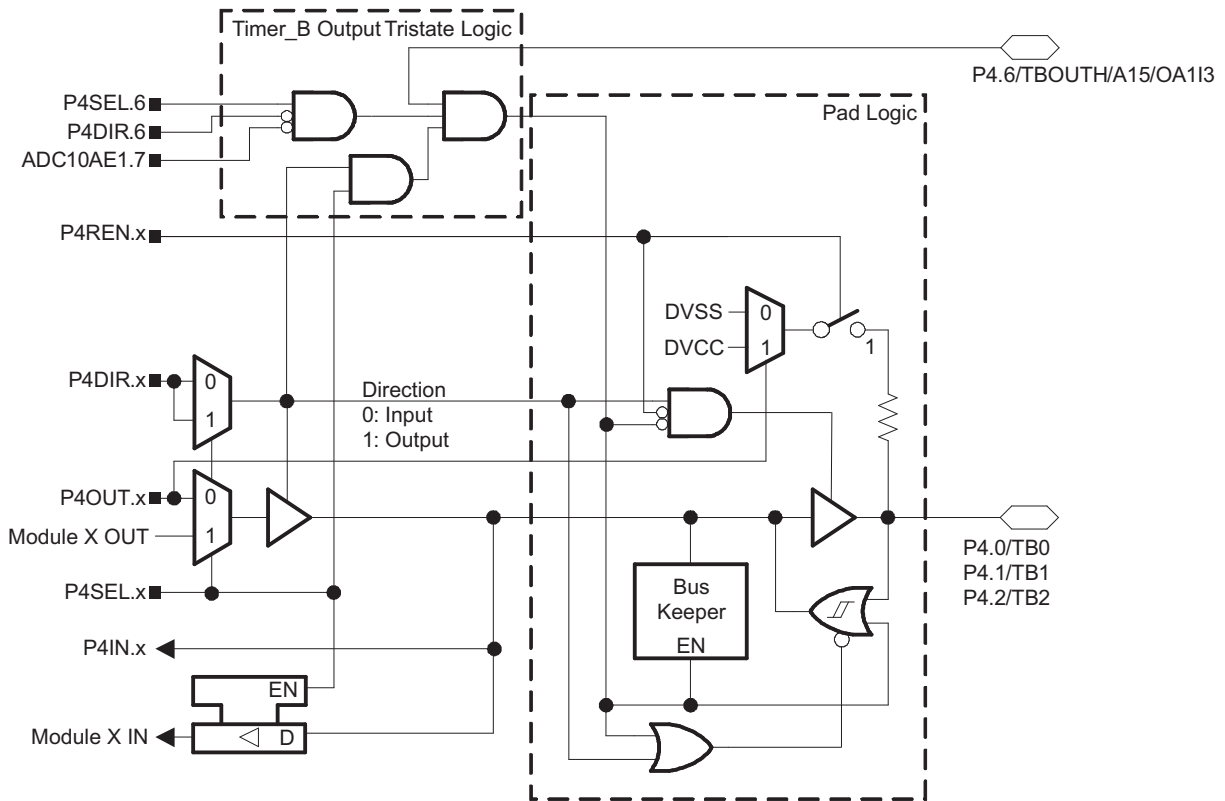 Timer_B Output Tristate Logic
P4.6/TBOUTH/A15/OA1I3
P4SEL.6
P4DIR.6
ADC10AE1.7
Pad Logic
P4REN.x
DVSS
0
DVCC
1
1
P4DIR.x
0
1
Direction
0: Input
1: Output
P4OUT.x
0
Module X OUT
1
P4SEL.x
P4.0/TB0
P4.1/TB1
P4.2/TB2
Bus
Keeper
EN
P4IN.x
EN
Module X IN
D